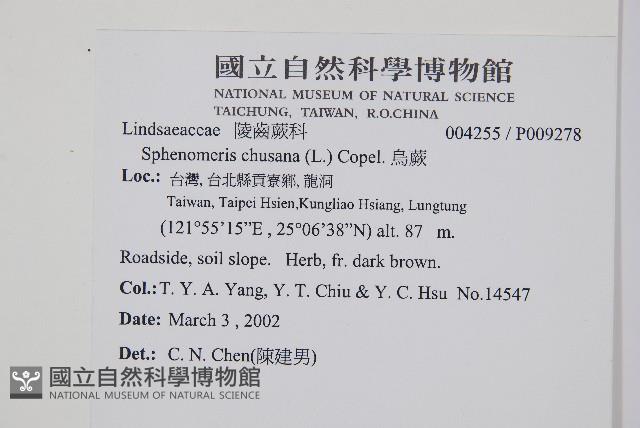 國立自然科學博物館
NATIONAL MUSEUM OF NATURAL SCIENCE
TAICHUNG, TAIWAN, R.O.CHINA
Lindsaeaccae 陵齒蕨科 004255 / P009278
Sphenomcris chusana (L.) Copel. 烏蕨
Loc.: 台灣, 台北縣貢寮鄉, 龍洞
Taiwan, Taipei Hsien,Kungliao Hsiang, Lungtung
(121°55’15”E , 25°06’38”N) alt. 87 m.
Roadside, soil slope. Herb, fr. dark brown.
Col.: T. Y. A. Yang, Y. T. Chiu & Y. C. Hsu No.14547
Date: March 3 , 2002
Det.: C. N. Chen(陳建男)
國立自然科學博物館
NATIONAL MUSEUM OF NATURAL SCIENCE